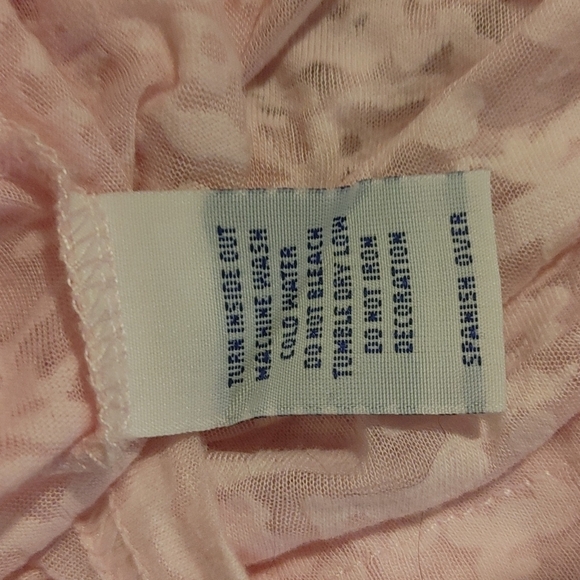 TURN INSIDE OUT
MACHINE WASH
COLD WATER
DO NOT BLEACH
TUMBLE DRY LOW
DO NOT IRON
DECORATION
SPANISH OVER